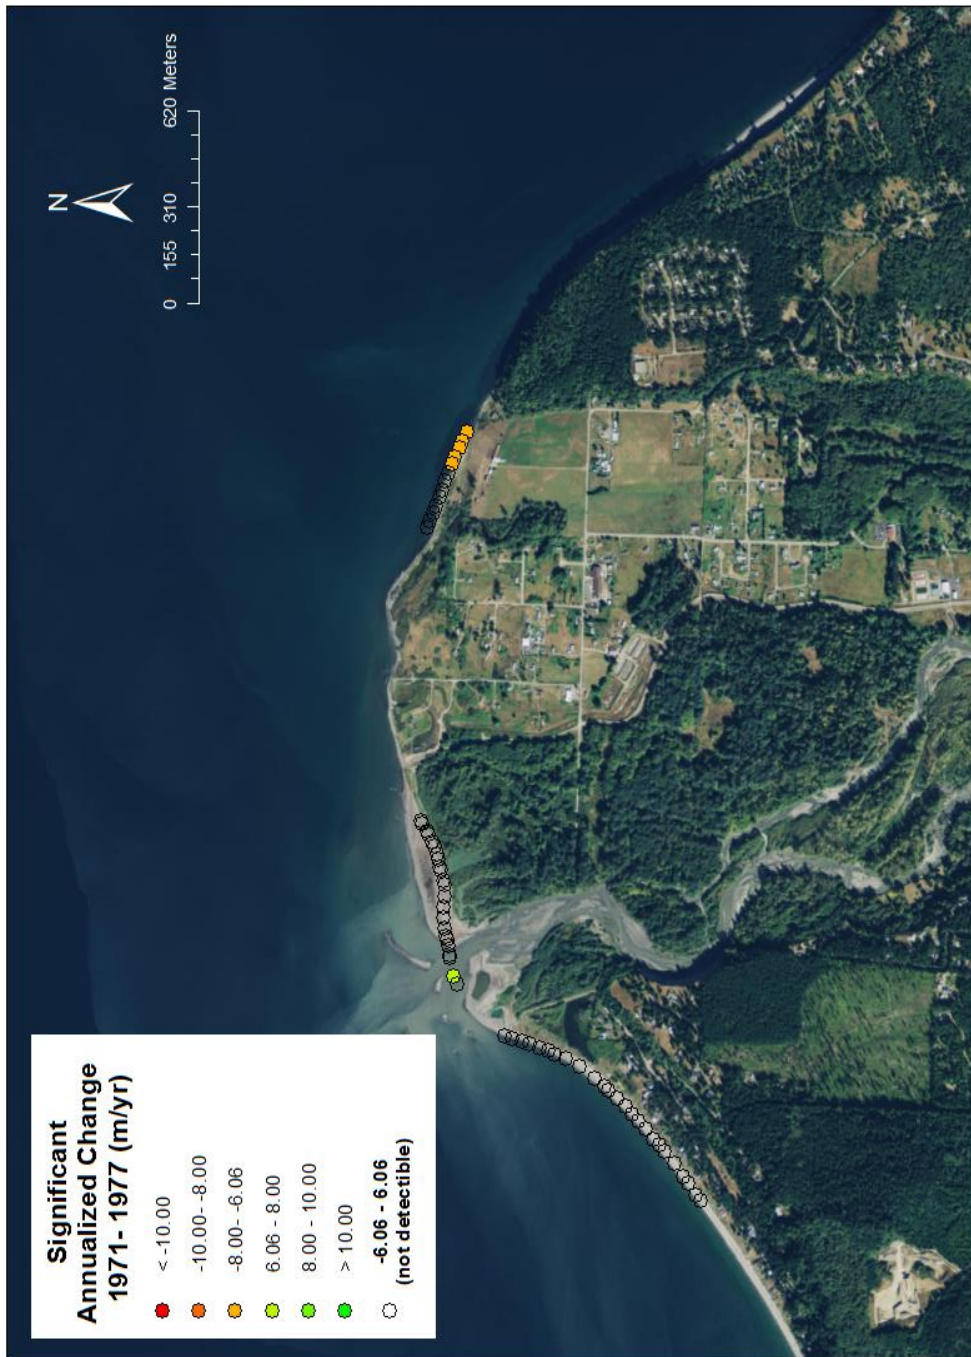 N
0 155 310 620 Meters
Significant
Annualized Change
1971- 1977 (m/yr)
< -10.00
-10.00- -8.00
-8.00- -6.06
6.06 - 8.00
8.00 - 10.00
> 10.00
-6.06 - 6.06
(not detectible)